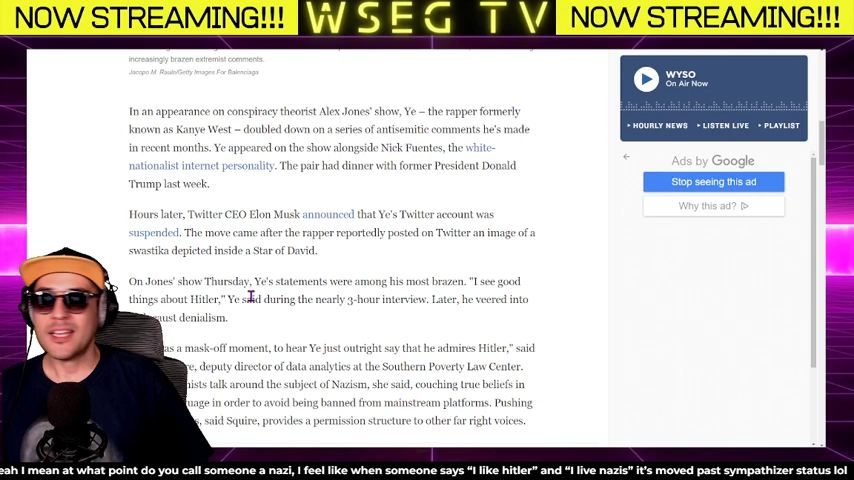 NOW STREAMING!!!
WSEG TV
NOW STREAMING!!!
increasingly brazen extremist comments.
Jacopo M. Raule/Getty Images For Balenciaga
In an appearance on conspiracy theorist Alex Jones' show, Ye – the rapper formerly
known as Kanye West – doubled down on a series of antisemitic comments he's made
in recent months. Ye appeared on the show alongside Nick Fuentes, the white-
nationalist internet personality. The pair had dinner with former President Donald
Trump last week.
Hours later, Twitter CEO Elon Musk announced that Ye's Twitter account was
suspended. The move came after the rapper reportedly posted on Twitter an image of a
swastika depicted inside a Star of David.
On Jones' show Thursday, Ye's statements were among his most brazen. "I see good
things about Hitler," Ye said during the nearly 3-hour interview. Later, he veered into
aust denialism.
as a mask-off moment, to hear Ye just outright say that he admires Hitler," said
re, deputy director of data analytics at the Southern Poverty Law Center.
nists talk around the subject of Nazism, she said, couching true beliefs in
uage in order to avoid being banned from mainstream platforms. Pushing
s, said Squire, provides a permission structure to other far right voices.
WYSO
On Air Now
HOURLY NEWS
LISTEN LIVE
PLAYLIST
Ads by Google
Stop seeing this ad
Why this ad?
eah I mean at what point do you call someone a nazi, I feel like when someone says “I like hitler” and “I live nazis” it’s moved past sympathizer status lol